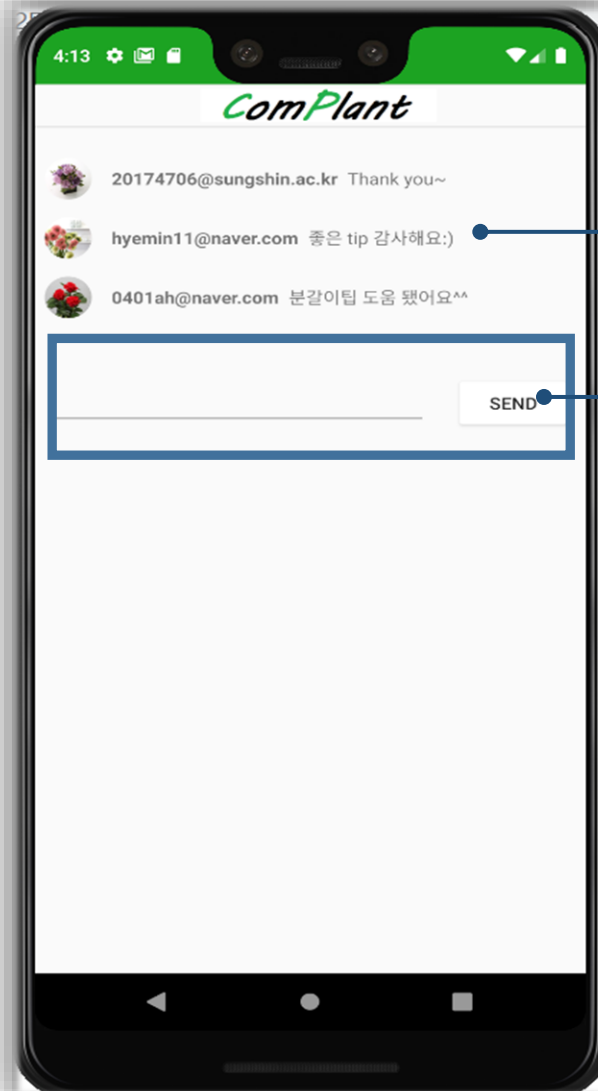 4:13
ComPlant
20174706@sungshin.ac.kr Thank you~
hyemin11@naver.com 좋은 tip 감사해요:)
0401ah@naver.com 분갈이팁 도움 됐어요^^
SEND